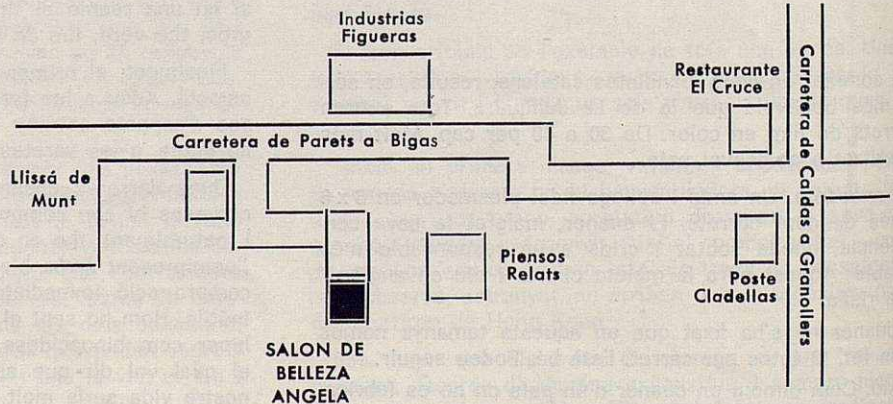 Industrias
Figueras
Restaurante
El Cruce
Carretera de Caldas a Granollers
Carretera de Parets a Bigas
Llissá de
Munt
Piensos
Relats
Poste
Cladellas
SALON DE
BELLEZA
ANGELA